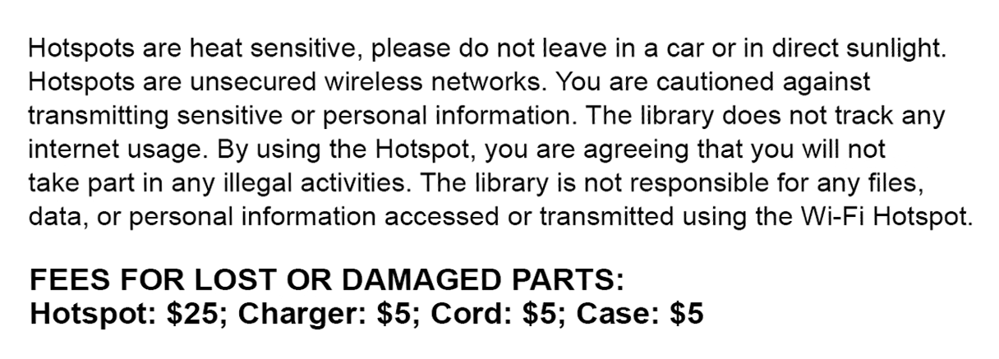 Hotspots are heat sensitive, please do not leave in a car or in direct sunlight.
Hotspots are unsecured wireless networks. You are cautioned against
transmitting sensitive or personal information. The library does not track any
internet usage. By using the Hotspot, you are agreeing that you will not
take part in any illegal activities. The library is not responsible for any files,
data, or personal information accessed or transmitted using the Wi-Fi Hotspot.
FEES FOR LOST OR DAMAGED PARTS:
Hotspot: $25; Charger: $5; Cord: $5; Case: $5